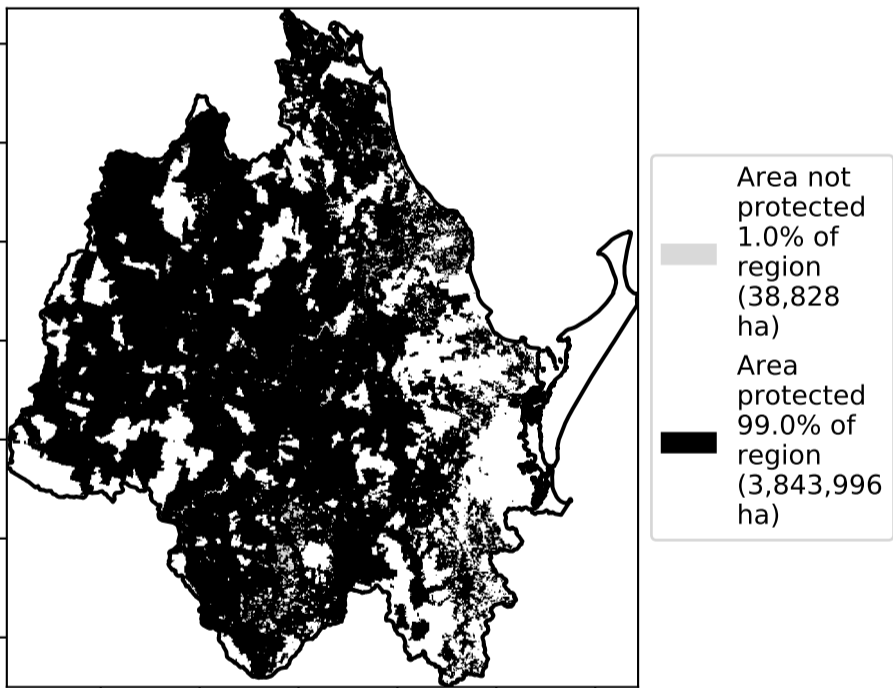 Area not
protected
1.0% of
region
(38,828
ha)
Area
protected
99.0% of
region
(3,843,996
ha)